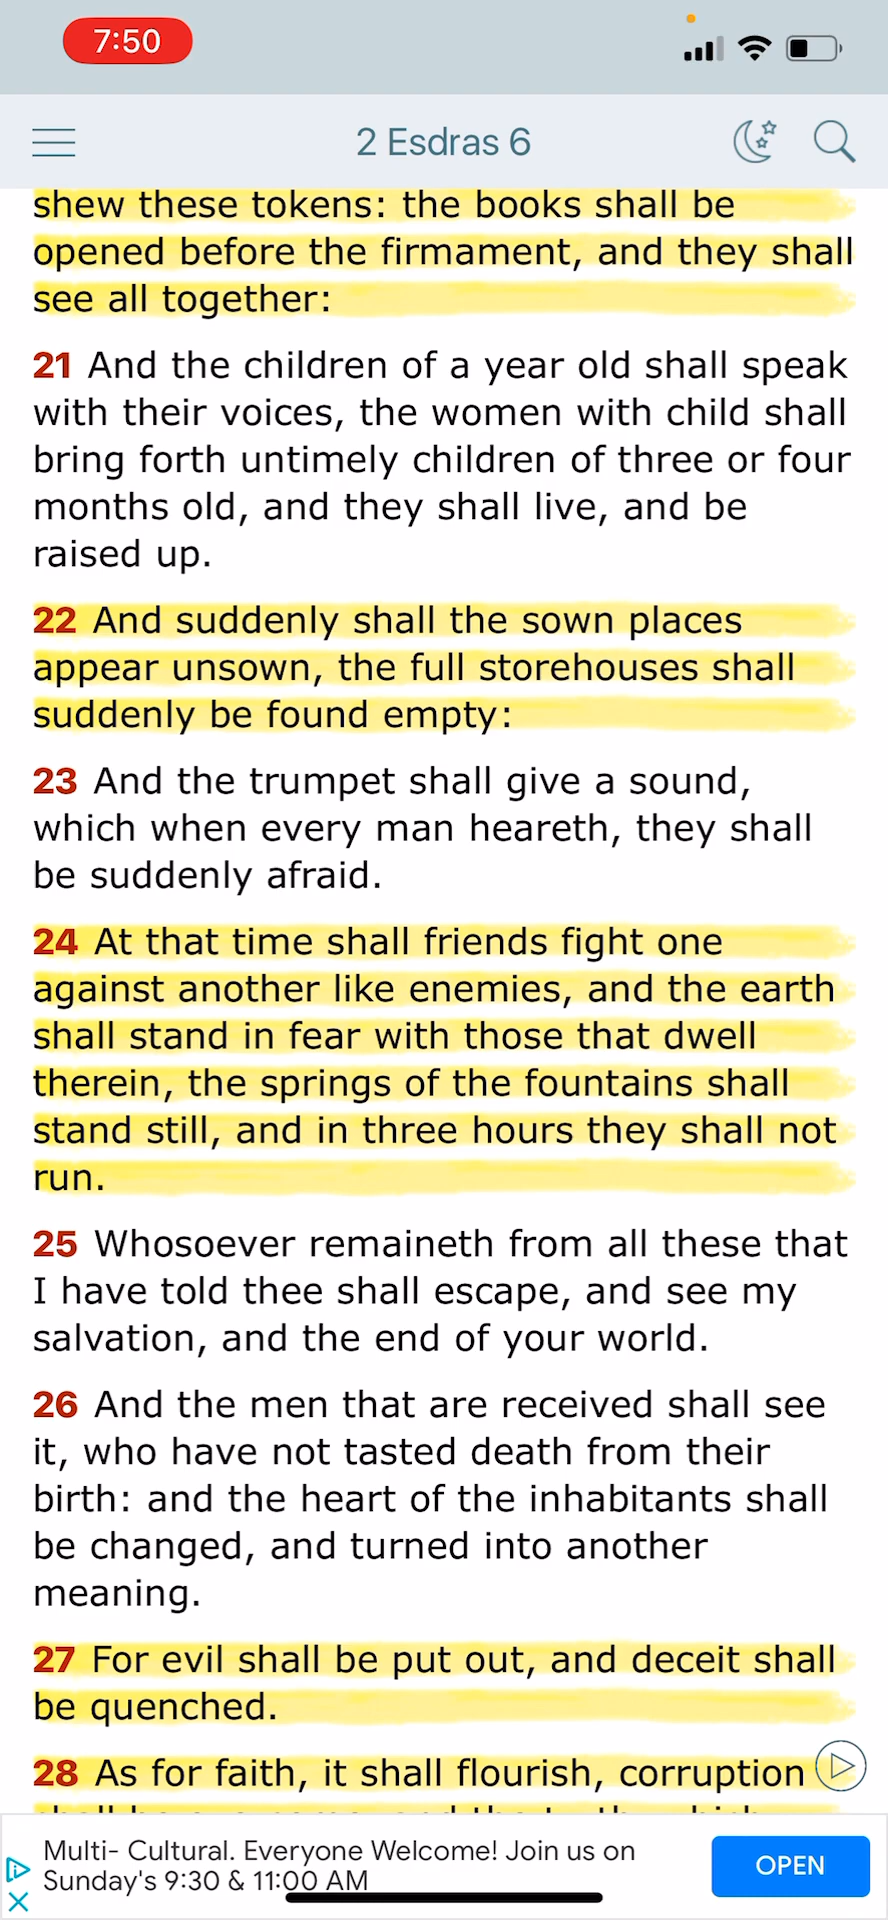 7:50
2 Esdras 6
shew these tokens: the books shall be
opened before the firmament, and they shall
see all together:
21 And the children of a year old shall speak
with their voices, the women with child shall
bring forth untimely children of three or four
months old, and they shall live, and be
raised up.
22 And suddenly shall the sown places
appear unsown, the full storehouses shall
suddenly be found empty:
23 And the trumpet shall give a sound,
which when every man heareth, they shall
be suddenly afraid.
24 At that time shall friends fight one
against another like enemies, and the earth
shall stand in fear with those that dwell
therein, the springs of the fountains shall
stand still, and in three hours they shall not
run.
25 Whosoever remaineth from all these that
I have told thee shall escape, and see my
salvation, and the end of your world.
26 And the men that are received shall see
it, who have not tasted death from their
birth: and the heart of the inhabitants shall
be changed, and turned into another
meaning.
27 For evil shall be put out, and deceit shall
be quenched.
28 As for faith, it shall flourish, corruption
Multi- Cultural. Everyone Welcome! Join us on
Sunday's 9:30 & 11:00 AM
OPEN